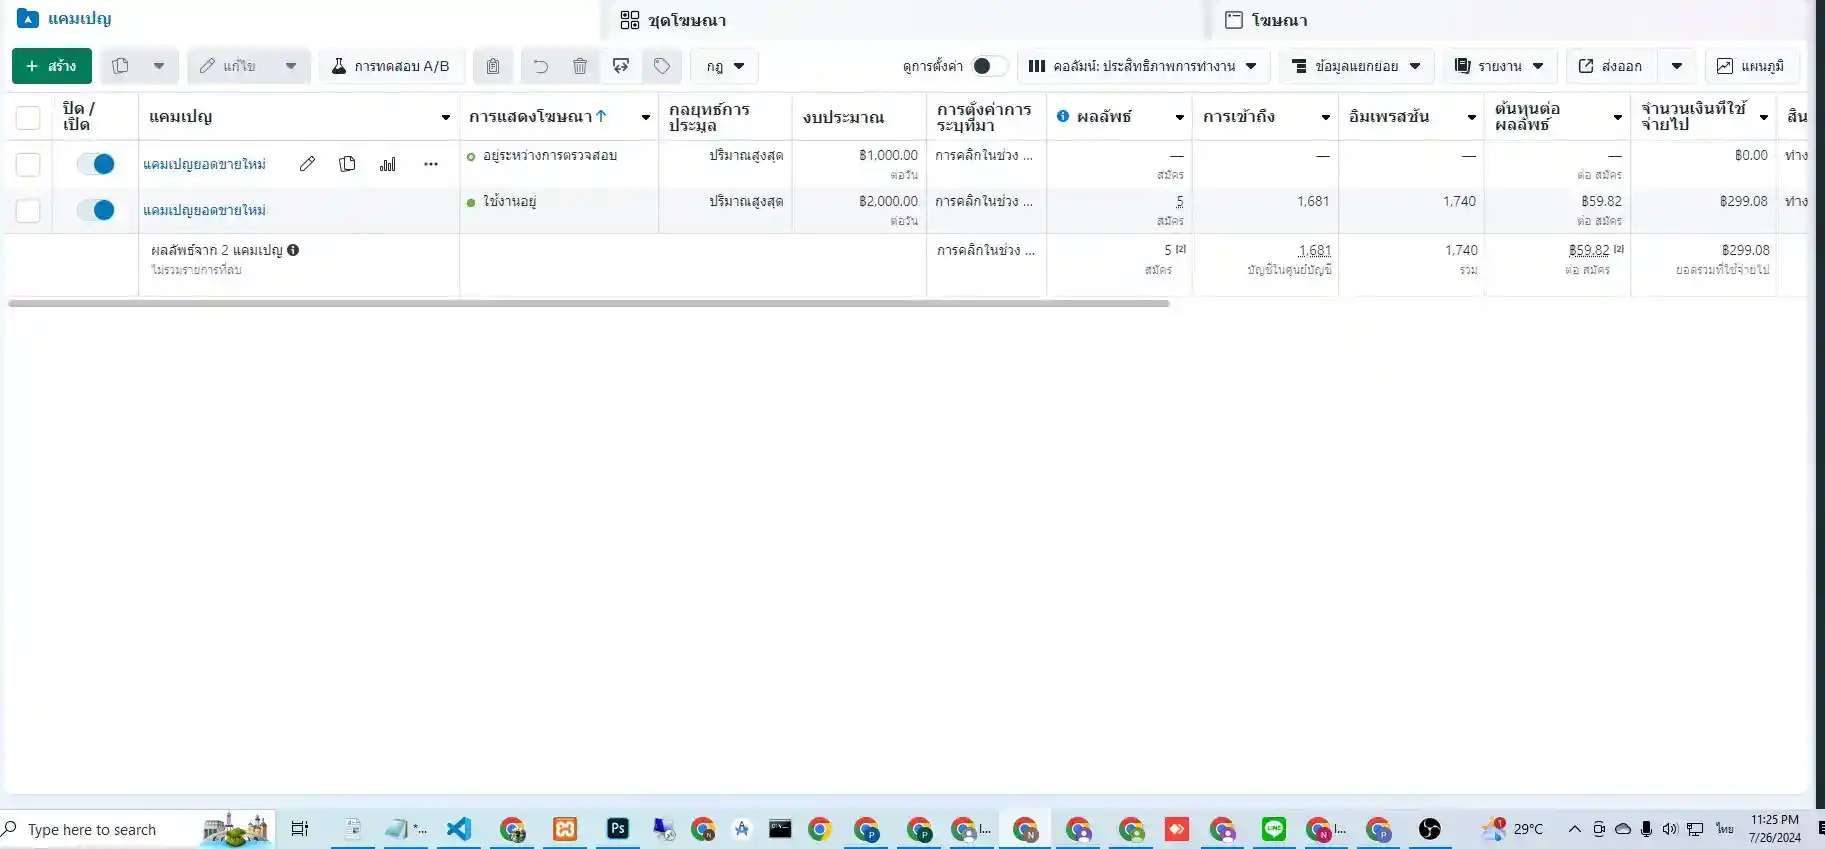 แคมเปญ
ชุดโฆษณา
โฆษณา
+ สร้าง
แก้ไข
การทดสอบ A/B
กฎ
ดูการตั้งค่า
คอลัมน์: ประสิทธิภาพการทำงาน
ข้อมูลแยกย่อย
รายงาน
ส่งออก
แผนภูมิ
ปิด /
เปิด
แคมเปญ
การแสดงโฆษณา↑
กลยุทธ์การ
ประมูล
งบประมาณ
การตั้งค่าการ
ระบุที่มา
ผลลัพธ์
การเข้าถึง
อิมเพรสชัน
ต้นทุนต่อ
ผลลัพธ์
จำนวนเงินที่ใช้
จ่ายไป
สิน
แคมเปญยอดขายใหม่
อยู่ระหว่างการตรวจสอบ
ปริมาณสูงสุด
฿1,000.00
ต่อวัน
การคลิกในช่วง ...
—
สมัคร
—
—
—
ต่อ สมัคร
฿0.00
ทำง
แคมเปญยอดขายใหม่
ใช้งานอยู่
ปริมาณสูงสุด
฿2,000.00
ต่อวัน
การคลิกในช่วง ...
5
สมัคร
1,681
1,740
฿59.82
ต่อ สมัคร
฿299.08
ทำง
ผลลัพธ์จาก 2 แคมเปญ
ไม่รวมรายการที่ลบ
การคลิกในช่วง ...
5 [2]
สมัคร
1,681
บัญชีในศูนย์บัญชี
1,740
รวม
฿59.82 [2]
ต่อ สมัคร
฿299.08
ยอดรวมที่ใช้จ่ายไป
Type here to search
29°C
ไทย
11:25 PM
7/26/2024